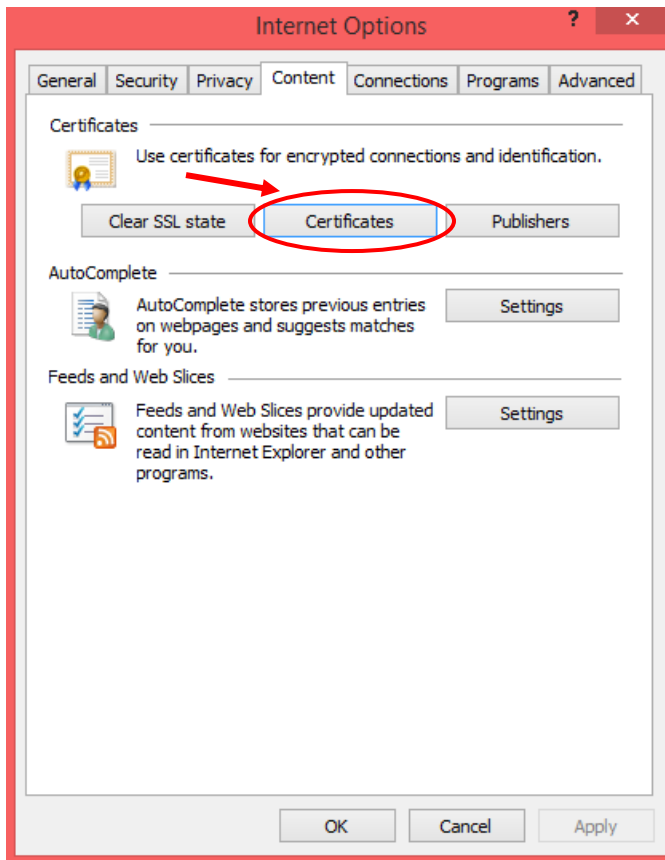 Internet Options
?
×
General Security Privacy Content Connections Programs Advanced
Certificates
Use certificates for encrypted connections and identification.
Clear SSL state Certificates Publishers
AutoComplete
AutoComplete stores previous entries
on webpages and suggests matches
for you.
Settings
Feeds and Web Slices
Feeds and Web Slices provide updated
content from websites that can be
read in Internet Explorer and other
programs.
Settings
OK Cancel Apply